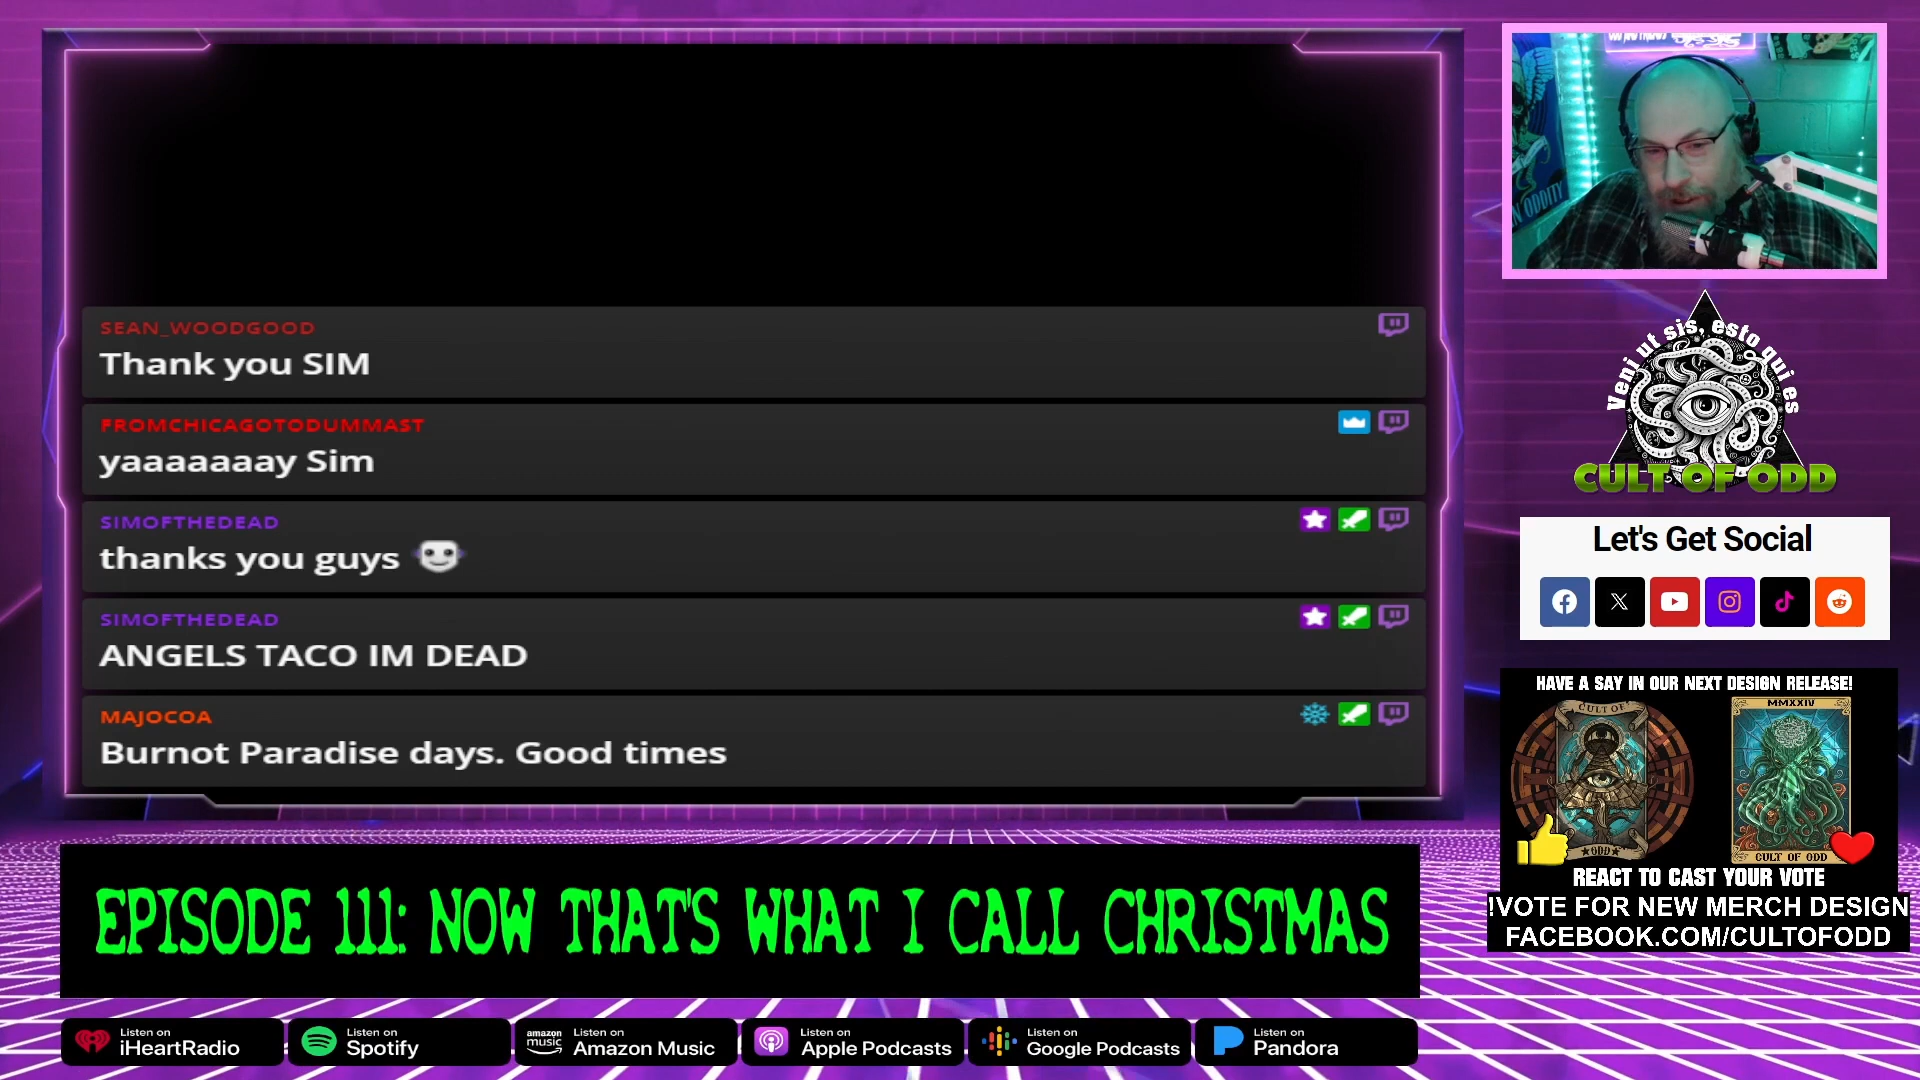 SEAN_WOODGOOD
Thank you SIM
FROMCHICAGOTODUMMAST
yaaaaaaay Sim
SIMOFTHEDEAD
thanks you guys
SIMOFTHEDEAD
ANGELS TACO IM DEAD
MAJOCOA
Burnot Paradise days. Good times
EPISODE 111: NOW THAT'S WHAT I CALL CHRISTMAS
Listen on
iHeartRadio
Listen on
Spotify
amazon music
Listen on
Amazon Music
Listen on
Apple Podcasts
Listen on
Google Podcasts
Listen on
Pandora
N ODDITY
Veni ut sis, esto qui es
CULT OF ODD
Let's Get Social
HAVE A SAY IN OUR NEXT DESIGN RELEASE!
CULT OF
ODD
MMXXIV
CULT OF ODD
REACT TO CAST YOUR VOTE
!VOTE FOR NEW MERCH DESIGN
FACEBOOK.COM/CULTOFODD